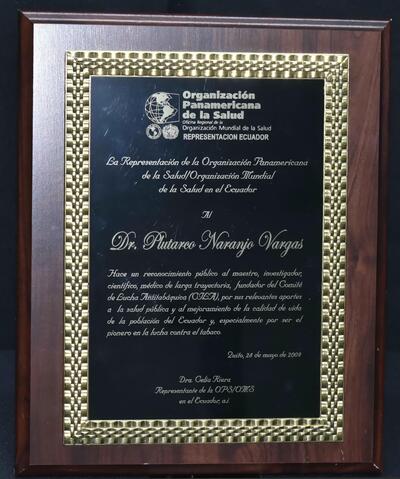 Organización
Panamericana
de la Salud
Oficina Regional de la
Organización Mundial de la Salud
REPRESENTACION ECUADOR
La Representación de la Organización Panamericana
de la Salud/Organización Mundial
de la Salud en el Ecuador
Al
Dr. Plutarco Naranjo Vargas
Hace un reconocimiento público al maestro, investigador,
científico, médico de larga trayectoria, fundador del Comité
de Lucha Antitabáquica (CILA), por sus relevantes aportes
a la salud pública y al mejoramiento de la calidad de vida
de la población del Ecuador y, especialmente por ser el
pionero en la lucha contra el tabaco.
Quito, 28 de mayo de 2004
Dra. Celia Riera
Representante de la OPS/OMS
en el Ecuador, a.i.